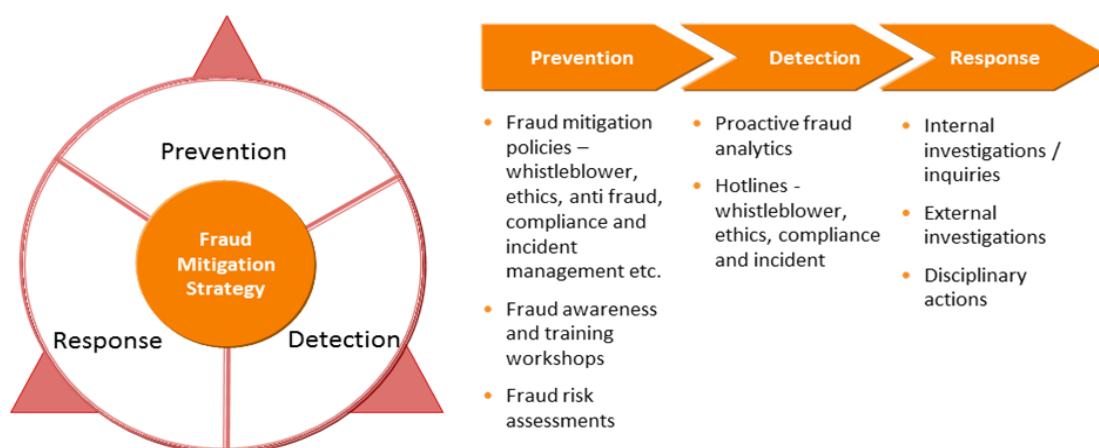 Prevention
Fraud
Mitigation
Strategy
Response
Detection
Prevention
Fraud mitigation
policies –
whistleblower,
ethics, anti fraud,
compliance and
incident
management etc.
Fraud awareness
and training
workshops
Fraud risk
assessments
Detection
Proactive fraud
analytics
Hotlines -
whistleblower,
ethics, compliance
and incident
Response
Internal
investigations /
inquiries
External
investigations
Disciplinary
actions